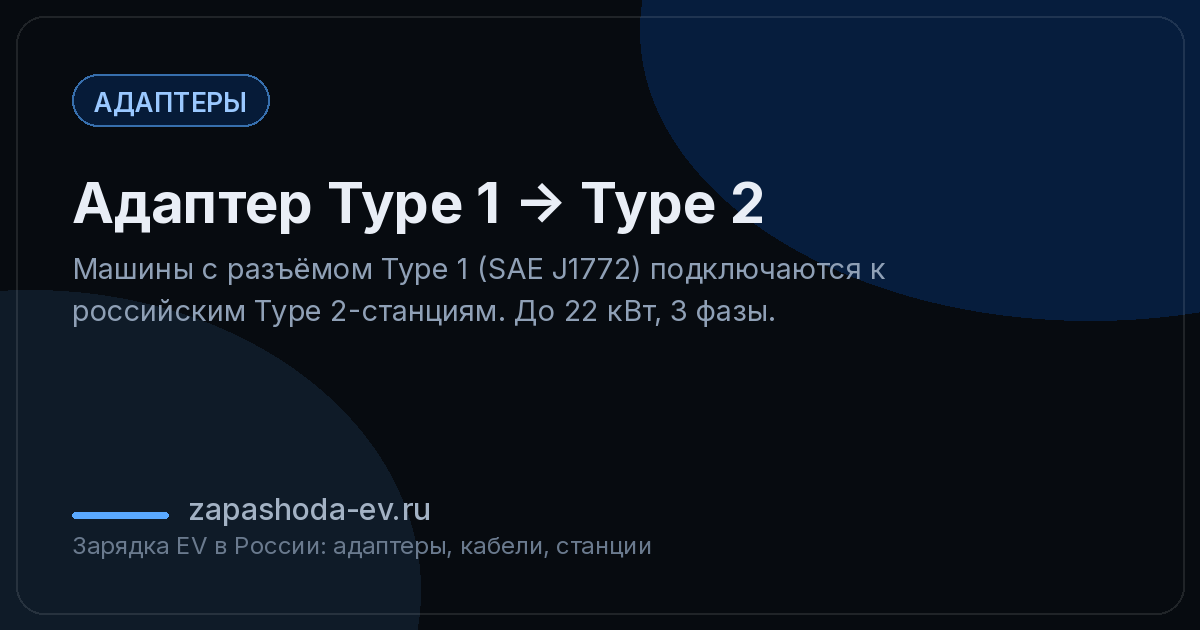 АДАПТЕРЫ
Адаптер Type 1 → Type 2
Машины с разъёмом Type 1 (SAE J1772) подключаются к
российским Type 2-станциям. До 22 кВт, 3 фазы.
zapashoda-ev.ru
Зарядка EV в России: адаптеры, кабели, станции